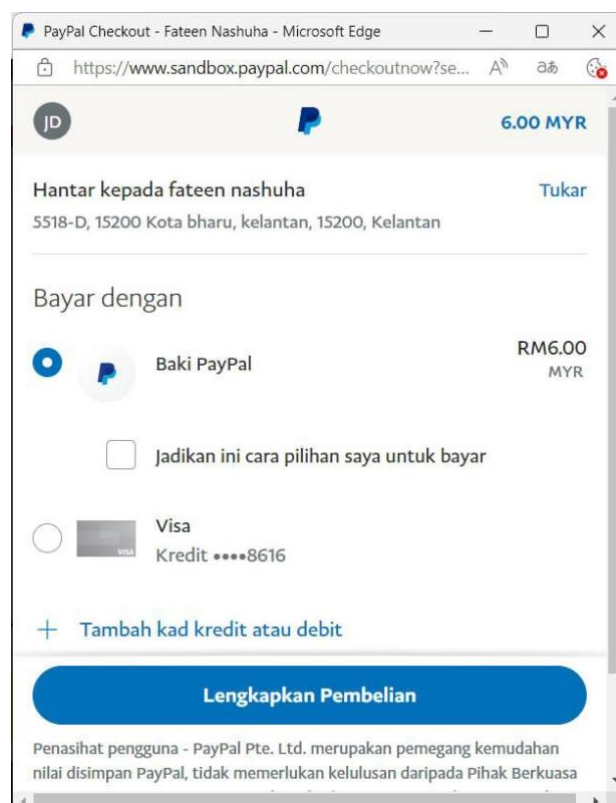 PayPal Checkout - Fateen Nashuha - Microsoft Edge
https://www.sandbox.paypal.com/checkoutnow?se...
JD
6.00 MYR
Hantar kepada fateen nashuha
Tukar
5518-D, 15200 Kota bharu, kelantan, 15200, Kelantan
Bayar dengan
Baki PayPal
RM6.00
MYR
Jadikan ini cara pilihan saya untuk bayar
Visa
VISA
Kredit ••••8616
+ Tambah kad kredit atau debit
Lengkapkan Pembelian
Penasihat pengguna - PayPal Pte. Ltd. merupakan pemegang kemudahan
nilai disimpan PayPal, tidak memerlukan kelulusan daripada Pihak Berkuasa